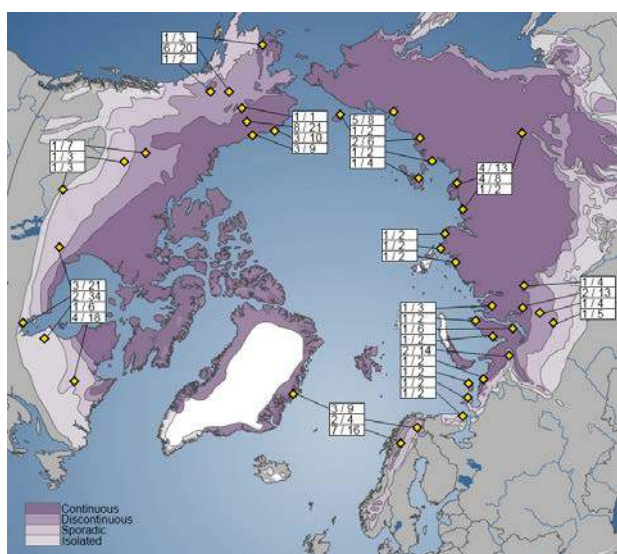 1 / 3
6 / 20
1 / 2
1 / 1
8 / 21
3 / 10
3 / 9
5 / 8
1 / 2
2 / 6
1 / 2
1 / 4
1 / 7
1 / 3
1 / 4
4 / 13
4 / 8
1 / 2
1 / 2
1 / 2
1 / 2
3 / 21
2 / 34
1 / 6
4 / 18
1 / 4
2 / 13
1 / 4
1 / 5
1 / 3
1 / 2
1 / 6
1 / 2
2 / 14
1 / 2
1 / 2
1 / 2
1 / 2
3 / 9
2 / 4
7 / 16
Continuous
Discontinuous
Sporadic
Isolated